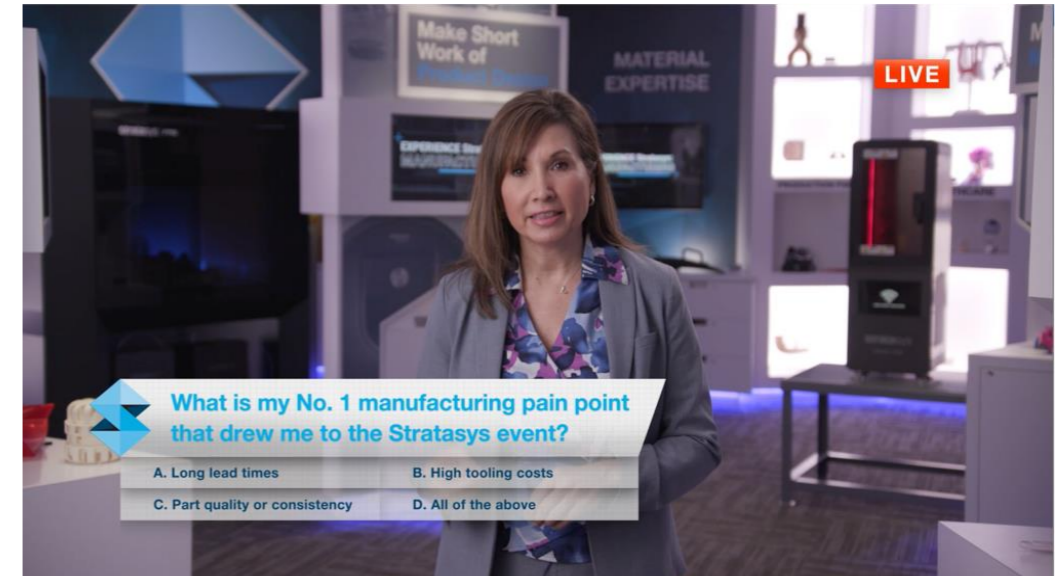 Make Short
Work of
MATERIAL
EXPERTISE
LIVE
EXPERIENCE
What is my No. 1 manufacturing pain point
that drew me to the Stratasys event?
A. Long lead times
B. High tooling costs
C. Part quality or consistency
D. All of the above